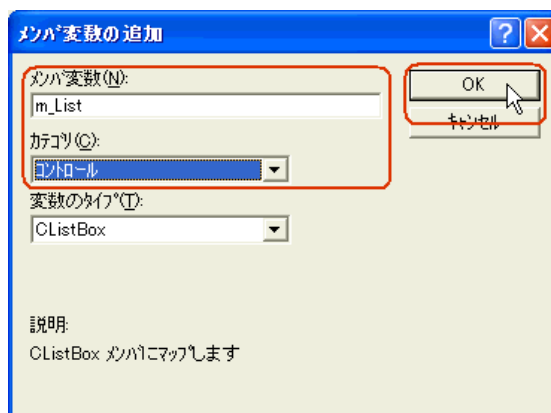 メンバ変数の追加
メンバ変数(N):
m_List
OK
キャンセル
カテゴリ(C):
コントロール
変数のタイプ(T):
CListBox
説明:
CListBox メンバにマップします